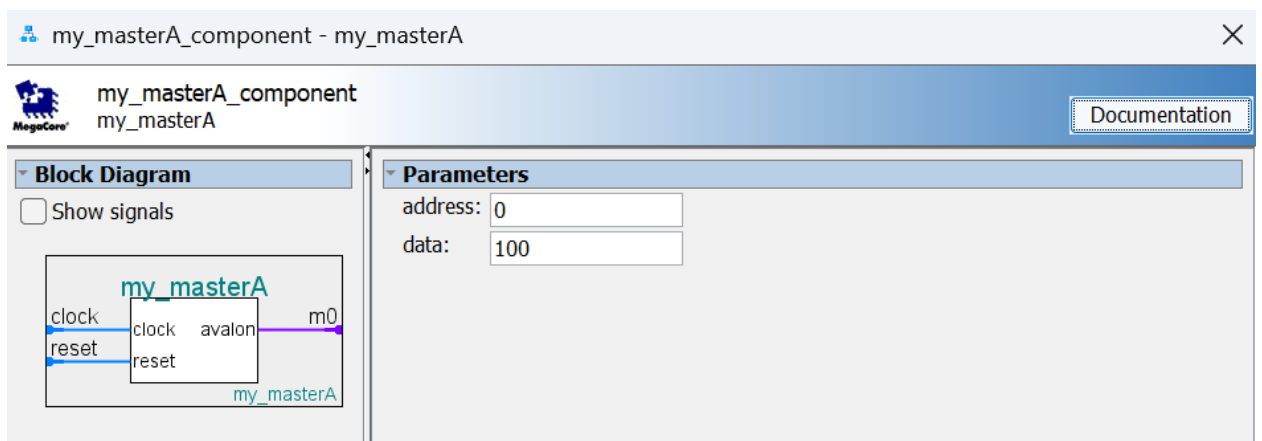 my_masterA_component - my_masterA
my_masterA_component
my_masterA
MegaCore'
Documentation
Block Diagram
Show signals
my_masterA
clock
clock
avalon
m0
reset
reset
my_masterA
Parameters
address: 0
data: 100